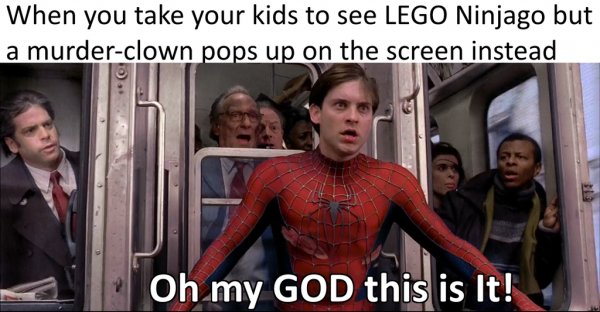 When you take your kids to see LEGO Ninjago but
a murder-clown pops up on the screen instead
Oh my GOD this is It!